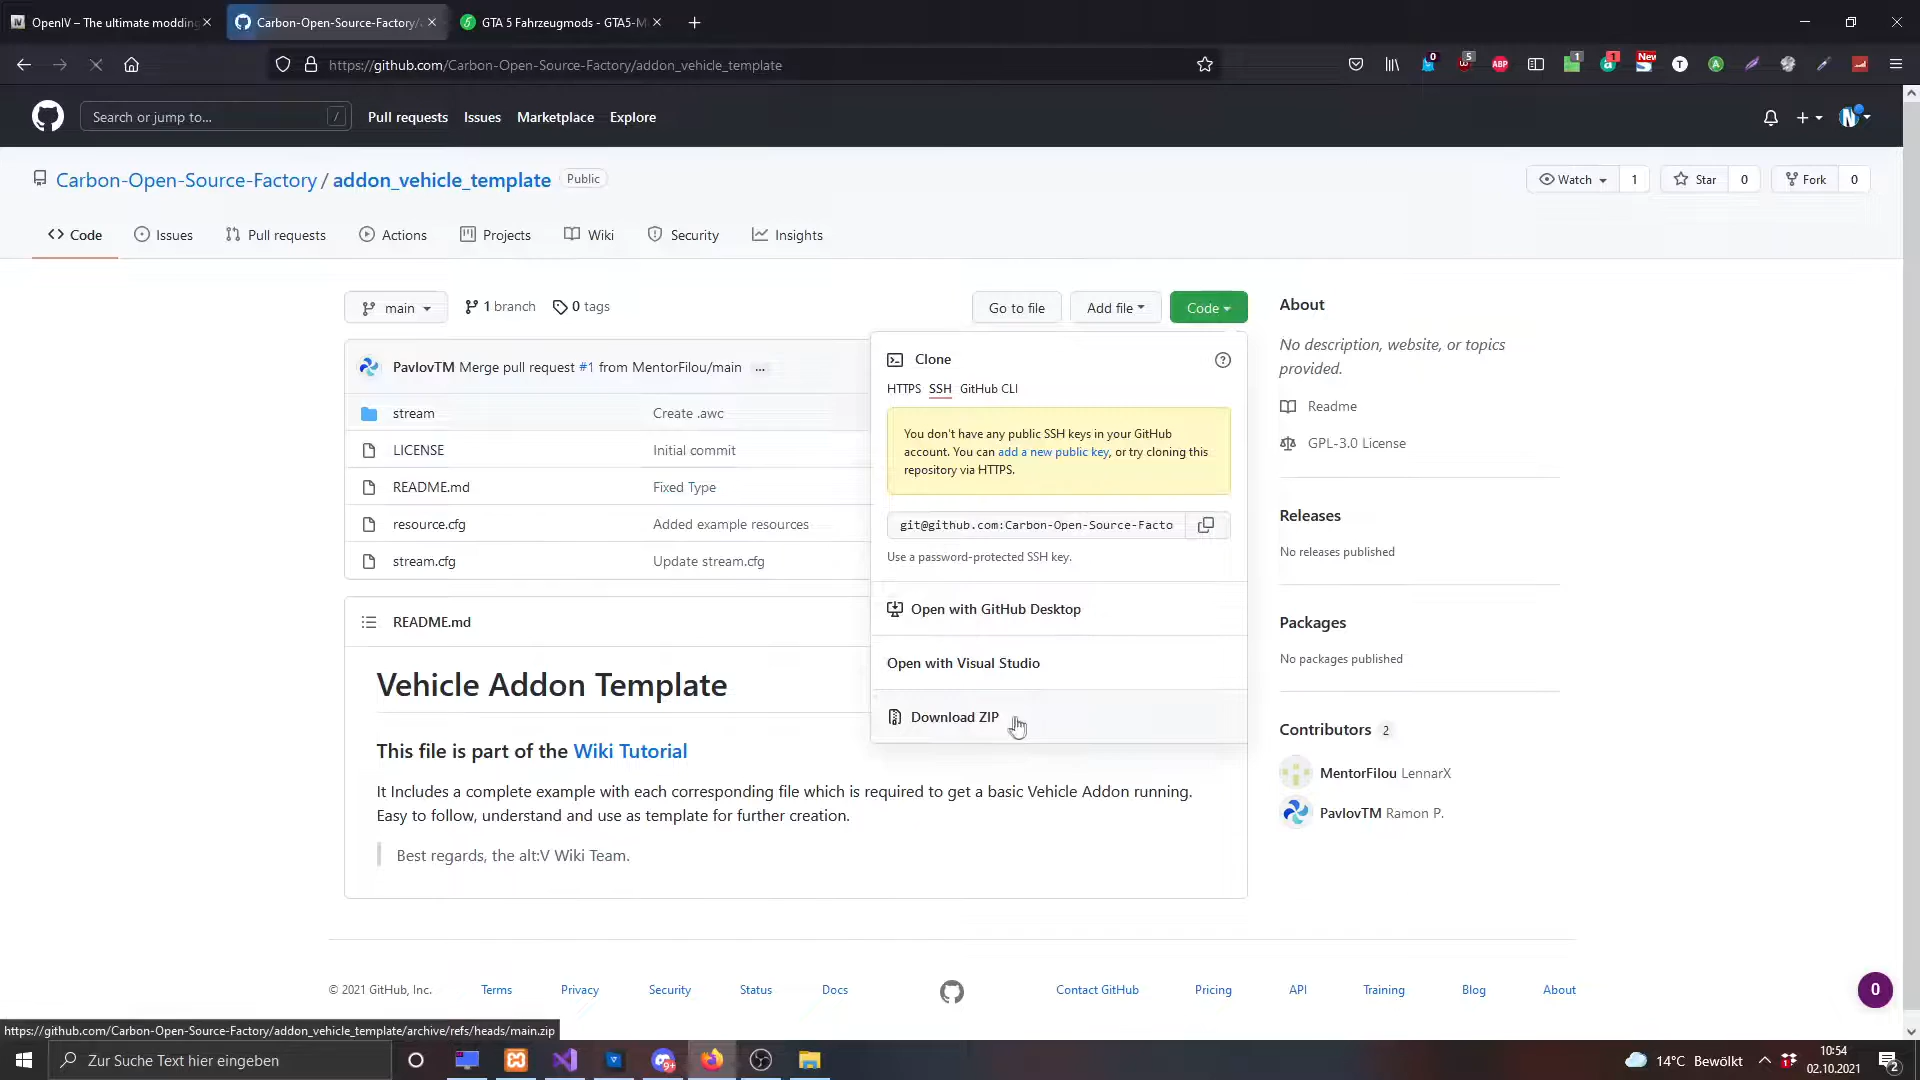 OpenIV – The ultimate modding
Carbon-Open-Source-Factory/
GTA 5 Fahrzeugmods - GTA5-M
https://github.com/Carbon-Open-Source-Factory/addon_vehicle_template
0
5
ABP
1
1
New
T
A
Search or jump to...
/
Pull requests
Issues
Marketplace
Explore
N
Carbon-Open-Source-Factory / addon_vehicle_template
Public
Watch 1
Star 0
Fork 0
Code
Issues
Pull requests
Actions
Projects
Wiki
Security
Insights
main
1 branch
0 tags
Go to file
Add file
Code
PavlovTM Merge pull request #1 from MentorFilou/main ...
stream Create .awc
LICENSE Initial commit
README.md Fixed Type
resource.cfg Added example resources
stream.cfg Update stream.cfg
Clone
HTTPS SSH GitHub CLI
You don't have any public SSH keys in your GitHub
account. You can add a new public key, or try cloning this
repository via HTTPS.
git@github.com:Carbon-Open-Source-Facto
Use a password-protected SSH key.
Open with GitHub Desktop
Open with Visual Studio
Download ZIP
About
No description, website, or topics
provided.
Readme
GPL-3.0 License
Releases
No releases published
Packages
No packages published
Contributors 2
MentorFilou LennarX
PavlovTM Ramon P.
README.md
Vehicle Addon Template
This file is part of the Wiki Tutorial
It Includes a complete example with each corresponding file which is required to get a basic Vehicle Addon running.
Easy to follow, understand and use as template for further creation.
Best regards, the alt:V Wiki Team.
© 2021 GitHub, Inc.
Terms
Privacy
Security
Status
Docs
Contact GitHub
Pricing
API
Training
Blog
About
0
https://github.com/Carbon-Open-Source-Factory/addon_vehicle_template/archive/refs/heads/main.zip
Zur Suche Text hier eingeben
9+
14°C Bewölkt
10:54
02.10.2021
2